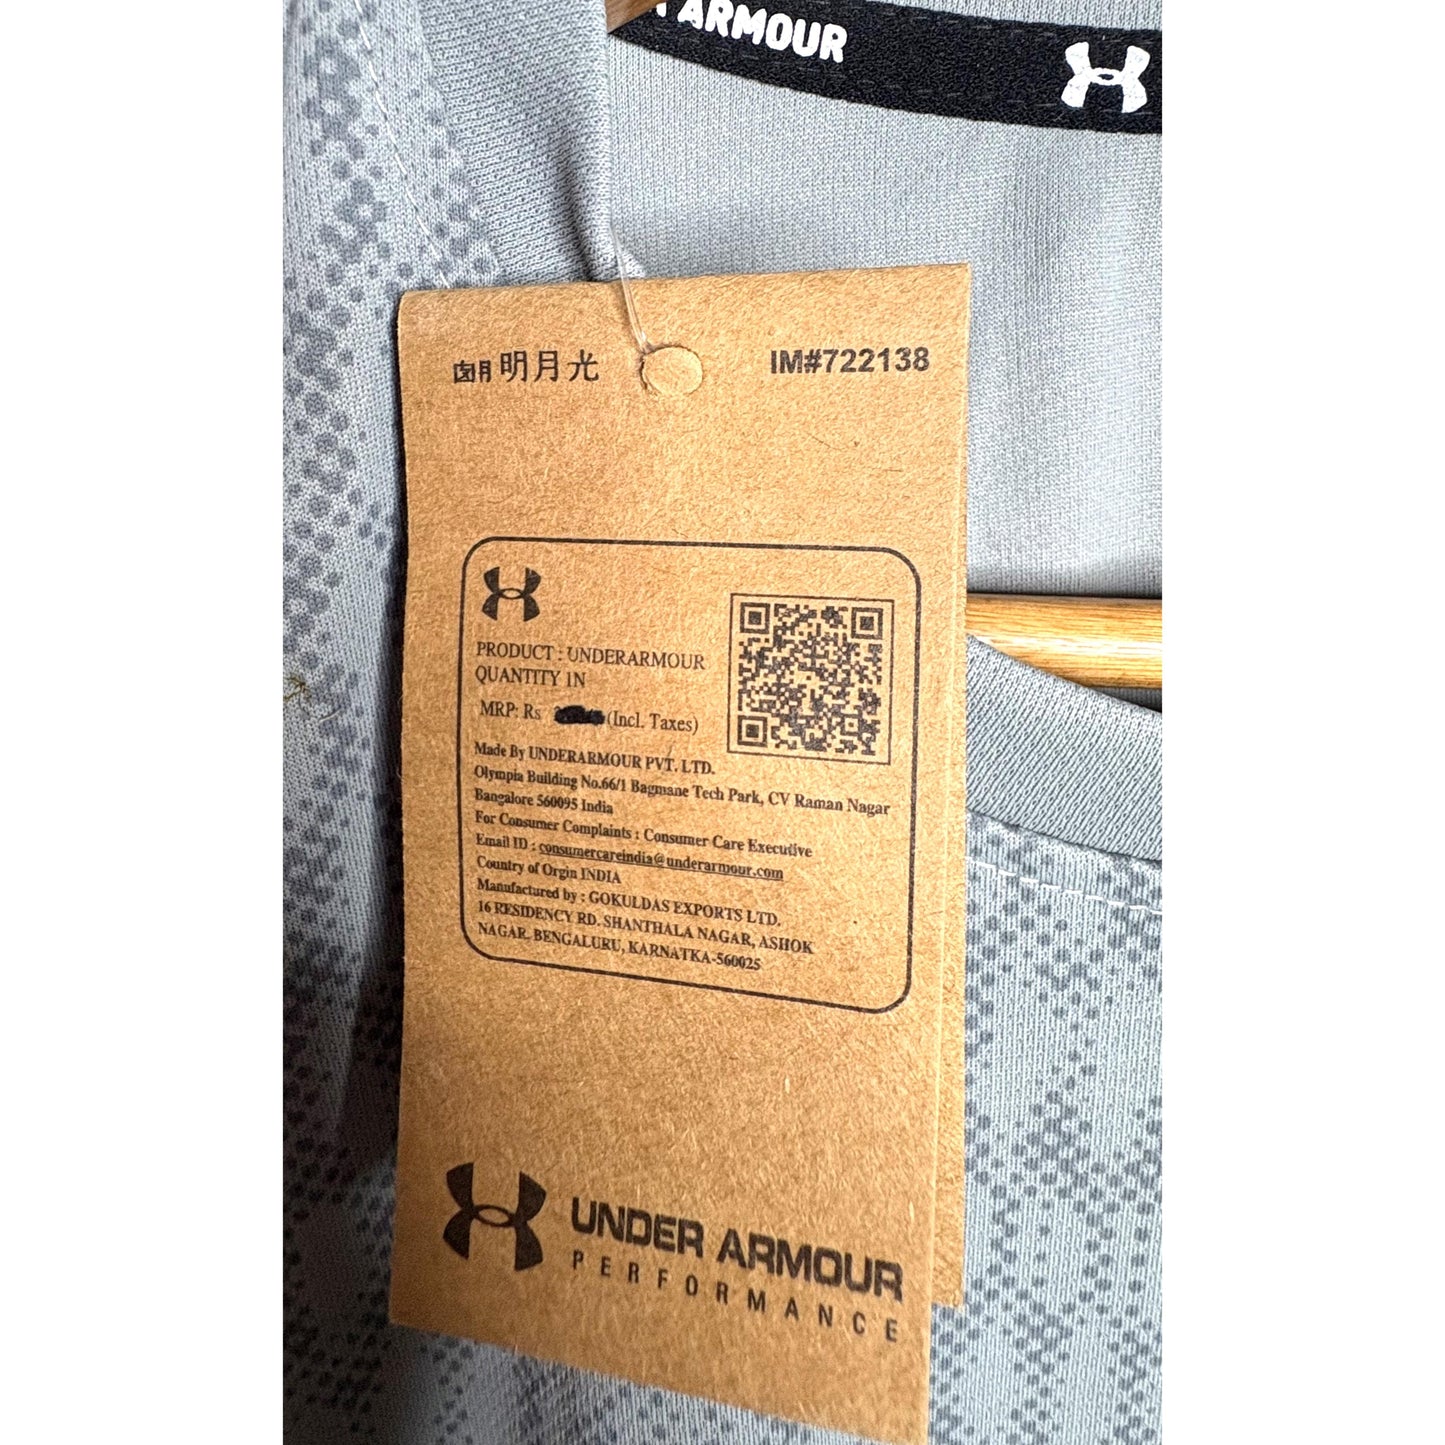 ARMOUR
明月光
IM#722138
PRODUCT : UNDERARMOUR
QUANTITY 1N
MRP: Rs (Incl. Taxes)
Made By UNDERARMOUR PVT. LTD.
Olympia Building No.66/1 Bagmane Tech Park, CV Raman Nagar
Bangalore 560095 India
For Consumer Complaints : Consumer Care Executive
Email ID : consumercareindia@underarmour.com
Country of Orgin INDIA
Manufactured by : GOKULDAS EXPORTS LTD.
16 RESIDENCY RD. SHANTHALA NAGAR, ASHOK
NAGAR. BENGALURU, KARNATKA-560025
UNDER ARMOUR
PERFORMANCE